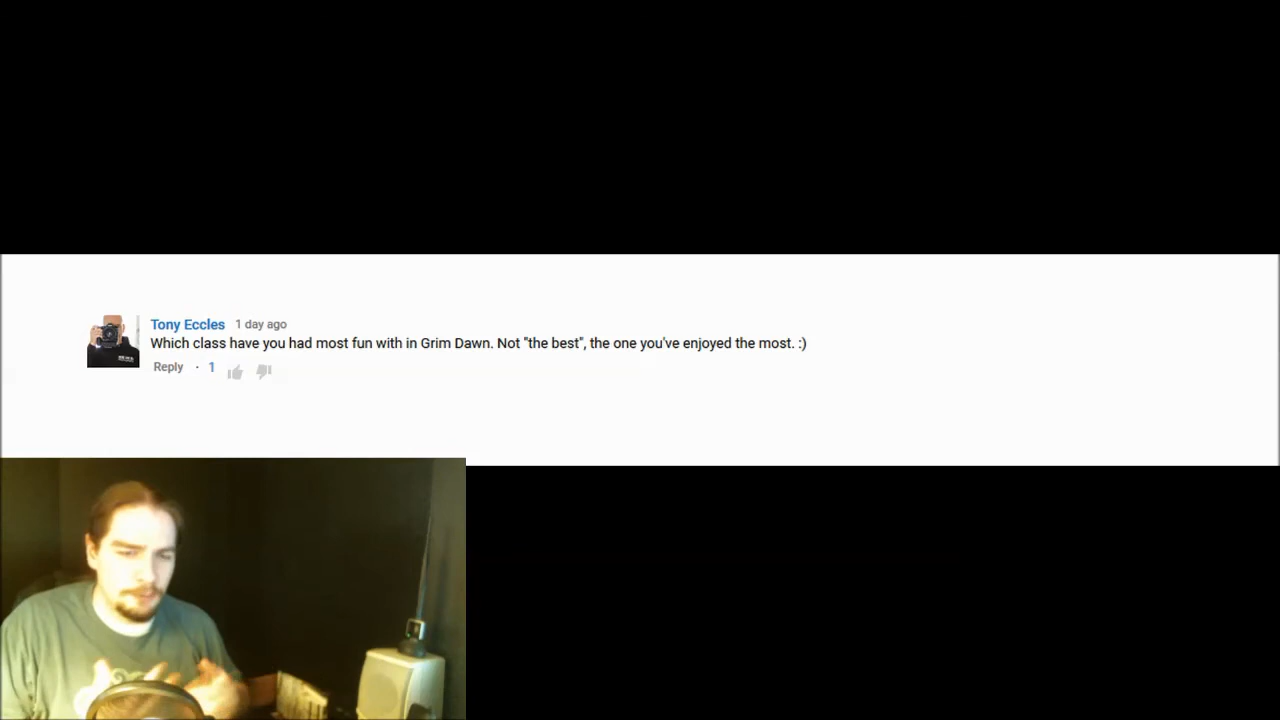 Tony Eccles 1 day ago
Which class have you had most fun with in Grim Dawn. Not "the best", the one you've enjoyed the most. :)
Reply · 1